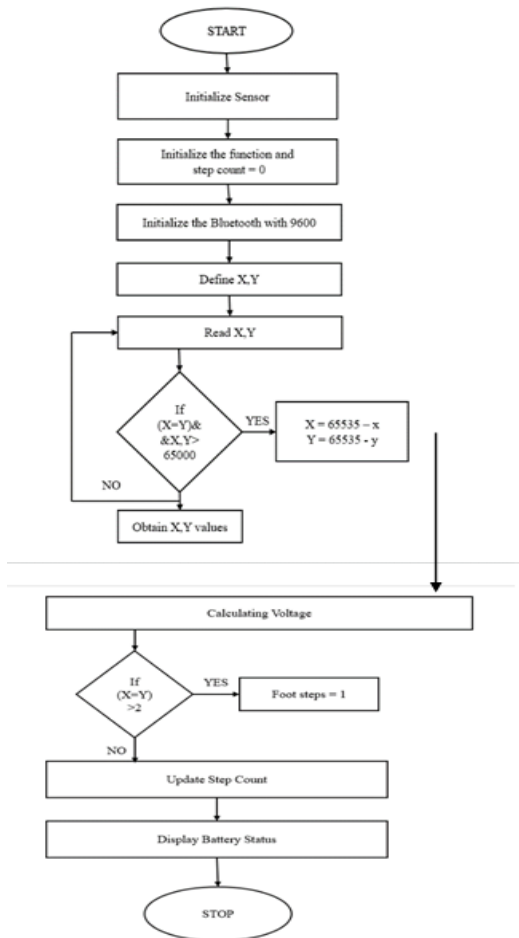 START
Initialize Sensor
Initialize the function and
step count = 0
Initialize the Bluetooth with 9600
Define X,Y
Read X,Y
If
(X=Y)&
&X,Y>
65000
YES
X = 65535 – x
Y = 65535 - y
NO
Obtain X,Y values
Calculating Voltage
If
(X=Y)
>2
YES
Foot steps = 1
NO
Update Step Count
Display Battery Status
STOP